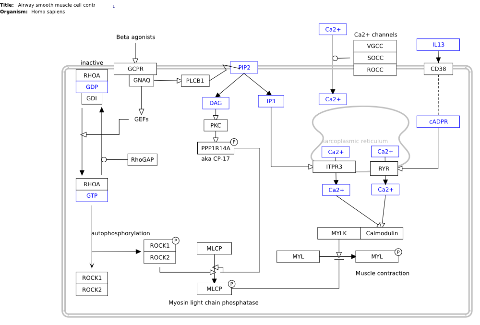 Title: Airway smooth muscle cell contr
Organism: Homo sapiens
Beta agonists
Ca2+
Ca2+ channels
VGCC
SOCC
ROCC
IL13
inactive
GCPR
PIP2
CD38
RHOA
GDP
GDI
GNAQ
PLCB1
DAG
IP3
Ca2+
GEFs
PKC
cADPR
sarcoplasmic reticulum
P
PPP1R14A
aka CP-17
Ca2+
Ca2+
RhoGAP
ITPR3
RYR
RHOA
GTP
Ca2+
Ca2+
autophosphorylation
MYLK
Calmodulin
P
ROCK1
ROCK2
MLCP
MYL
MYL
P
Muscle contraction
ROCK1
ROCK2
MLCP
P
Myosin light chain phosphatase